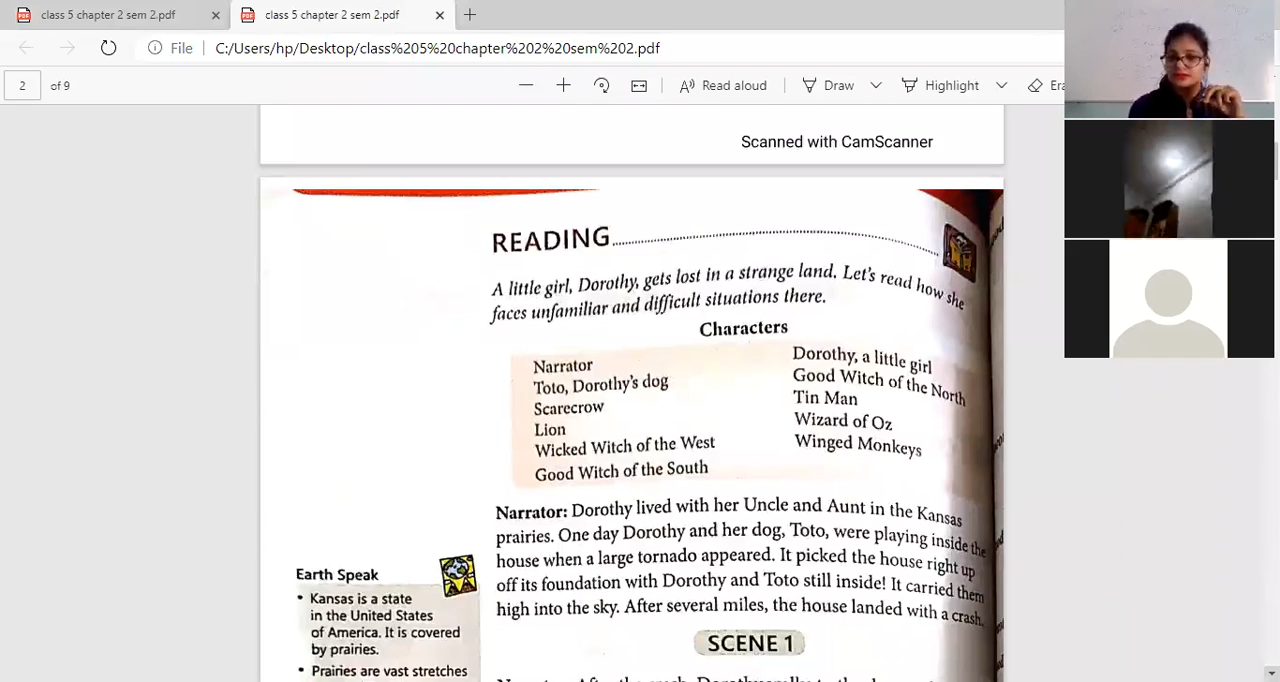 class 5 chapter 2 sem 2.pdf
class 5 chapter 2 sem 2.pdf
File
C:/Users/hp/Desktop/class%205%20chapter%202%20sem%202.pdf
2 of 9
Read aloud
Draw
Highlight
Scanned with CamScanner
READING
A little girl, Dorothy, gets lost in a strange land. Let's read how she
faces unfamiliar and difficult situations there.
Characters
Narrator
Toto, Dorothy's dog
Scarecrow
Lion
Wicked Witch of the West
Good Witch of the South
Dorothy, a little girl
Good Witch of the North
Tin Man
Wizard of Oz
Winged Monkeys
Narrator: Dorothy lived with her Uncle and Aunt in the Kansas
prairies. One day Dorothy and her dog, Toto, were playing inside the
house when a large tornado appeared. It picked the house right up
off its foundation with Dorothy and Toto still inside! It carried them
high into the sky. After several miles, the house landed with a crash.
Earth Speak
• Kansas is a state
in the United States
of America. It is covered
by prairies.
• Prairies are vast stretches
SCENE 1